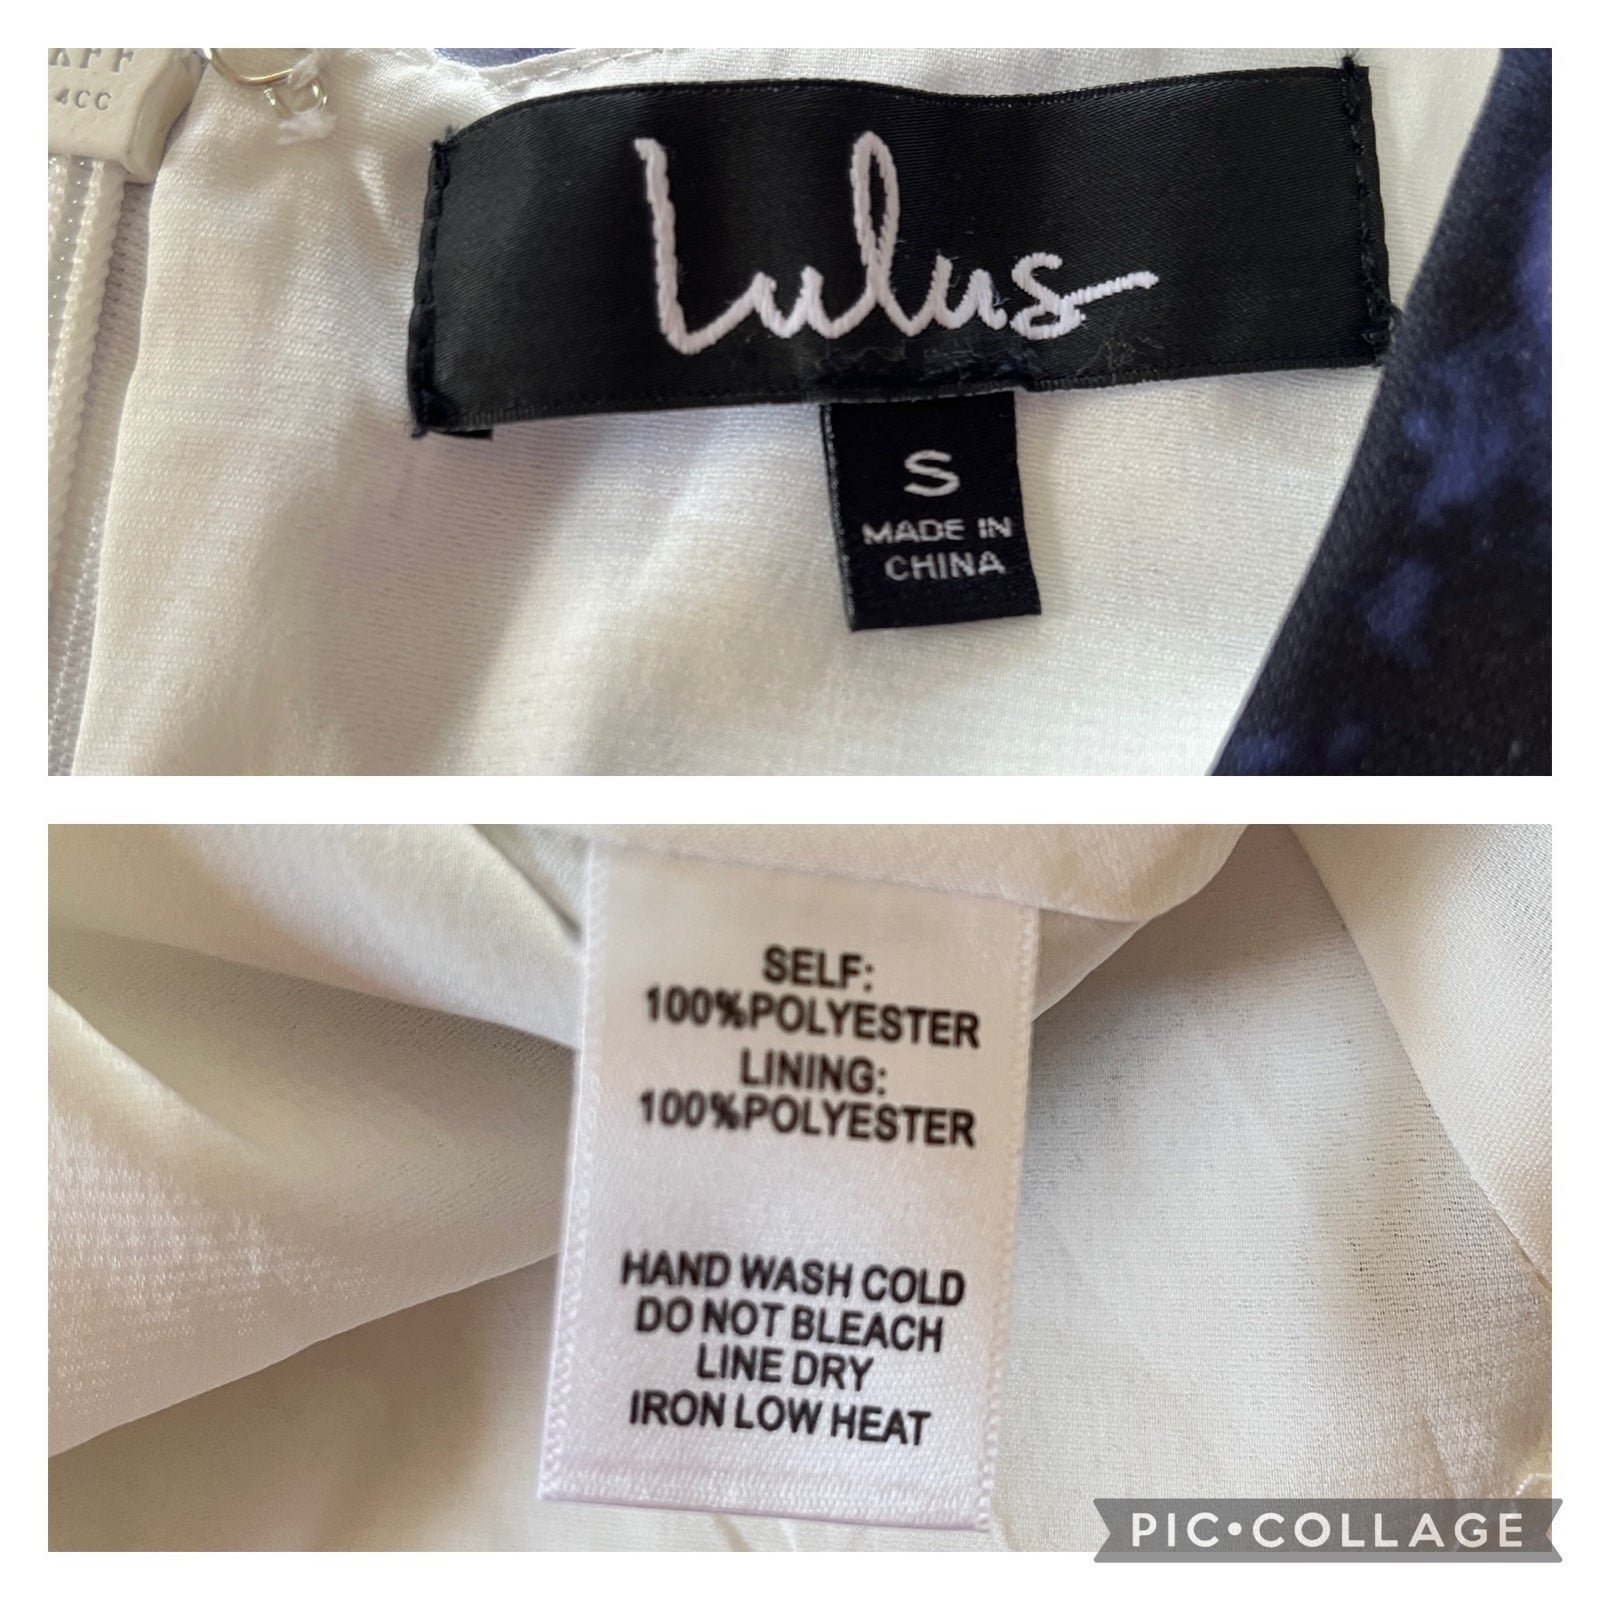 4CC
Lulus
S
MADE IN
CHINA
SELF:
100%POLYESTER
LINING:
100%POLYESTER
HAND WASH COLD
DO NOT BLEACH
LINE DRY
IRON LOW HEAT
PIC•COLLAGE